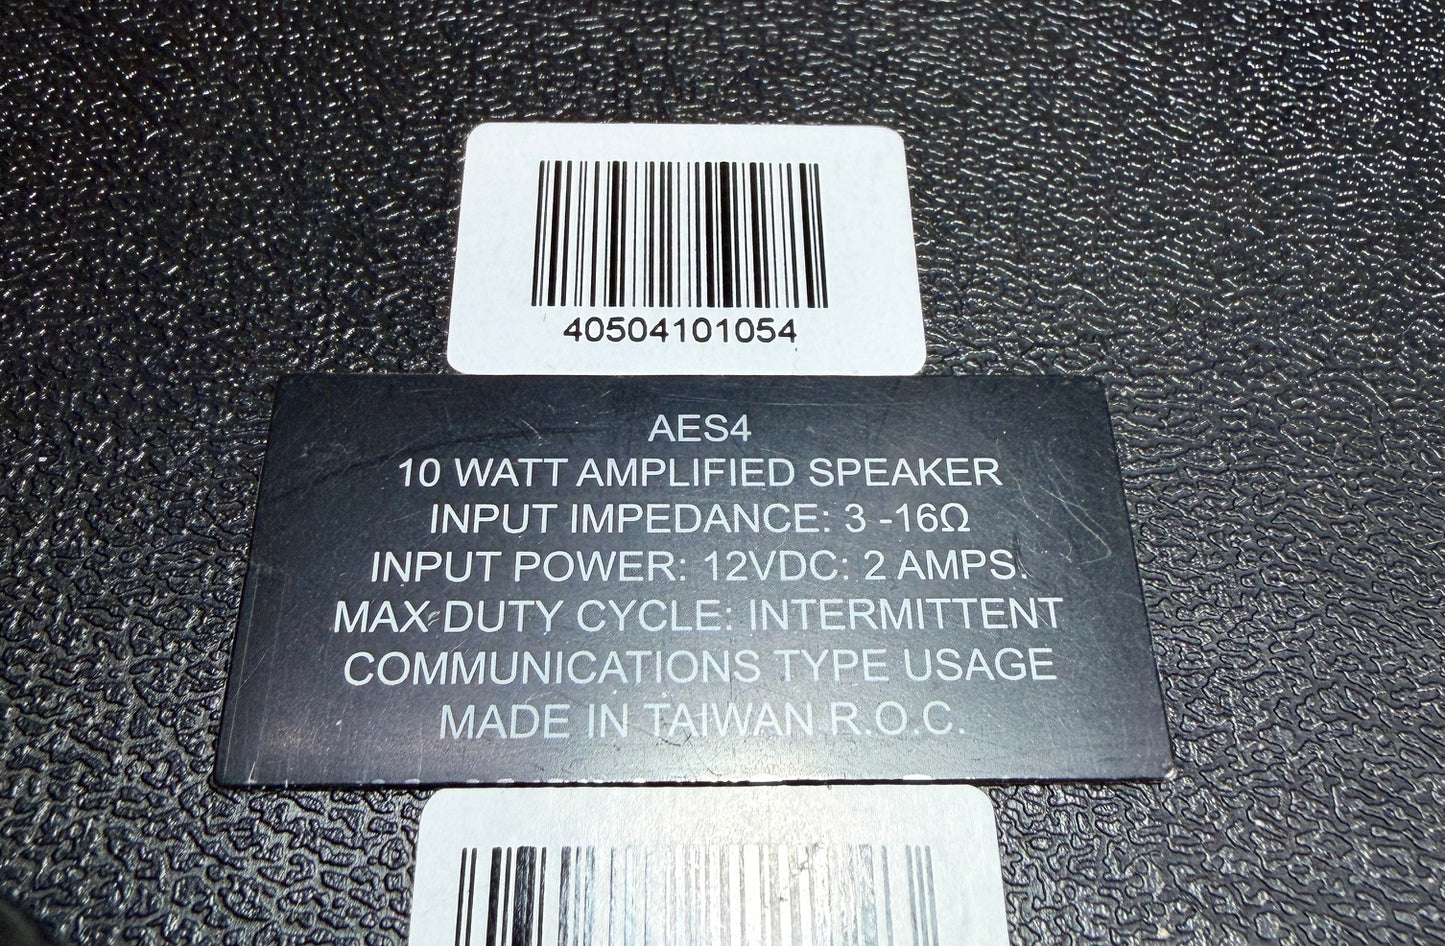 40504101054
AES4
10 WATT AMPLIFIED SPEAKER
INPUT IMPEDANCE: 3 -16Ω
INPUT POWER: 12VDC: 2 AMPS.
MAX DUTY CYCLE: INTERMITTENT
COMMUNICATIONS TYPE USAGE
MADE IN TAIWAN R.O.C.